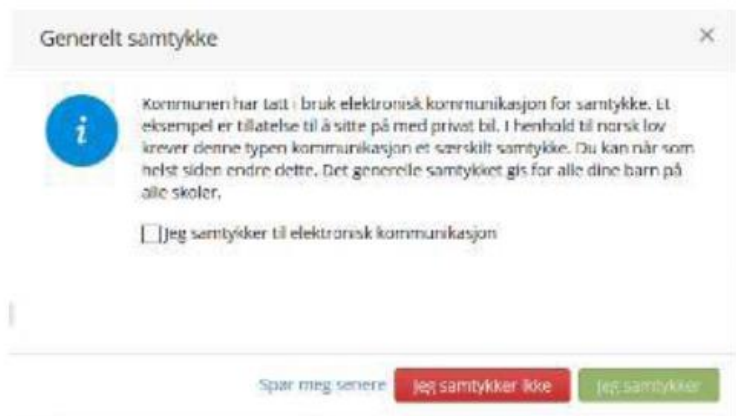 Generelt samtykke
Kommunen har tatt i bruk elektronisk kommunikasjon for samtykke. Et
eksempel er tillatelse til å sitte på med privat bil. I henhold til norsk lov
krever denne typen kommunikasjon et særskilt samtykke. Du kan når som
helst siden endre dette. Det generelle samtykket gis for alle dine barn på
alle skoler.
Jeg samtykker til elektronisk kommunikasjon
Spør meg senere Jeg samtykker ikke Jeg samtykker